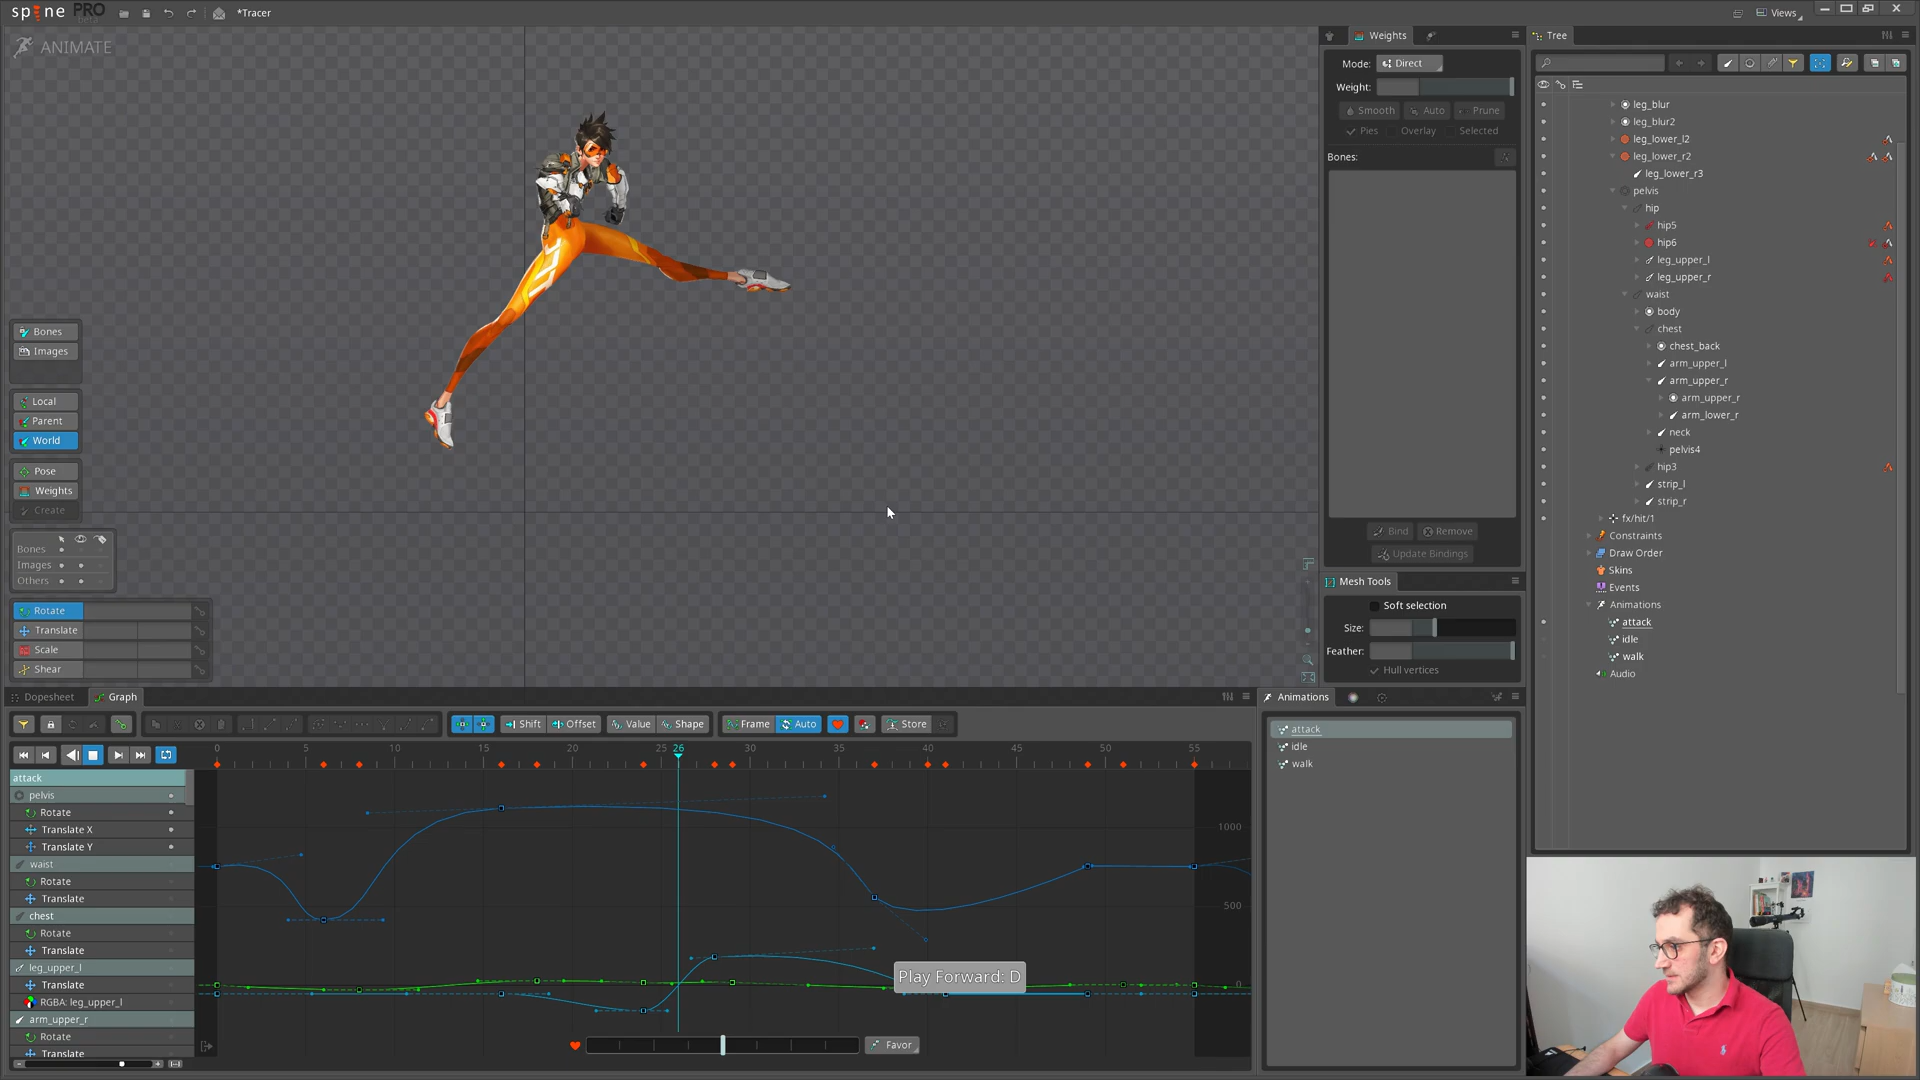 spine PRO beta *Tracer Views
ANIMATE
Bones
Images
Local
Parent
World
Pose
Weights
Create
Bones
Images
Others
Rotate
Translate
Scale
Shear
Weights
Mode: Direct
Weight:
Smooth Auto Prune
Pies Overlay Selected
Bones:
Bind Remove
Update Bindings
Mesh Tools
Soft selection
Size:
Feather:
Hull vertices
Tree
leg_blur
leg_blur2
leg_lower_l2
leg_lower_r2
leg_lower_r3
pelvis
hip
hip5
hip6
leg_upper_l
leg_upper_r
waist
body
chest
chest_back
arm_upper_l
arm_upper_r
arm_upper_r
arm_lower_r
neck
pelvis4
hip3
strip_l
strip_r
fx/hit/1
Constraints
Draw Order
Skins
Events
Animations
attack
idle
walk
Audio
Dopesheet Graph
Shift Offset Value Shape Frame Auto Store
0 5 10 15 20 25 26 30 35 40 45 50 55
attack
pelvis
Rotate
Translate X
Translate Y
waist
Rotate
Translate
chest
Rotate
Translate
leg_upper_l
Translate
RGBA: leg_upper_l
arm_upper_r
Rotate
Translate
1000
500
0
Play Forward: D
Favor
Animations
attack
idle
walk